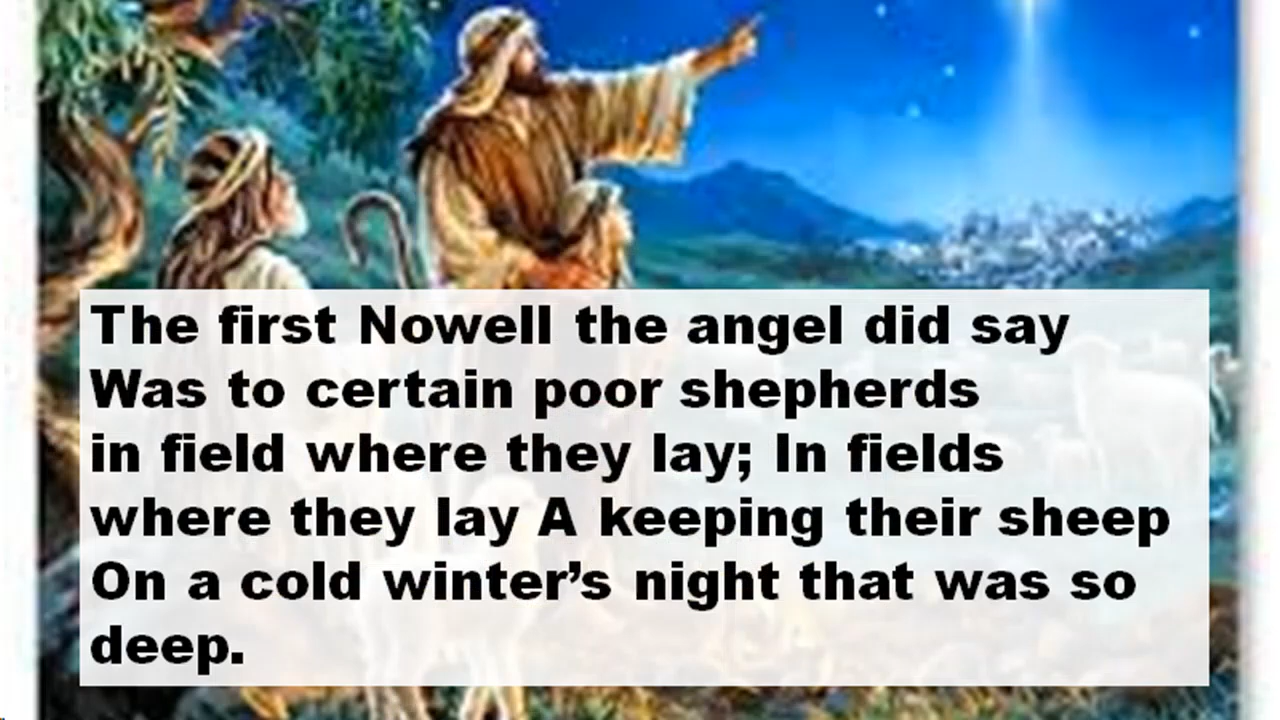 The first Nowell the angel did say
Was to certain poor shepherds
in field where they lay; In fields
where they lay A keeping their sheep
On a cold winter’s night that was so
deep.